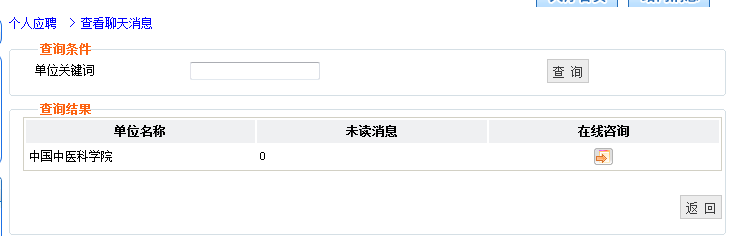 个人应聘 > 查看聊天消息
查询条件
单位关键词 查 询
查询结果
单位名称 未读消息 在线咨询
中国中医科学院 0
返 回